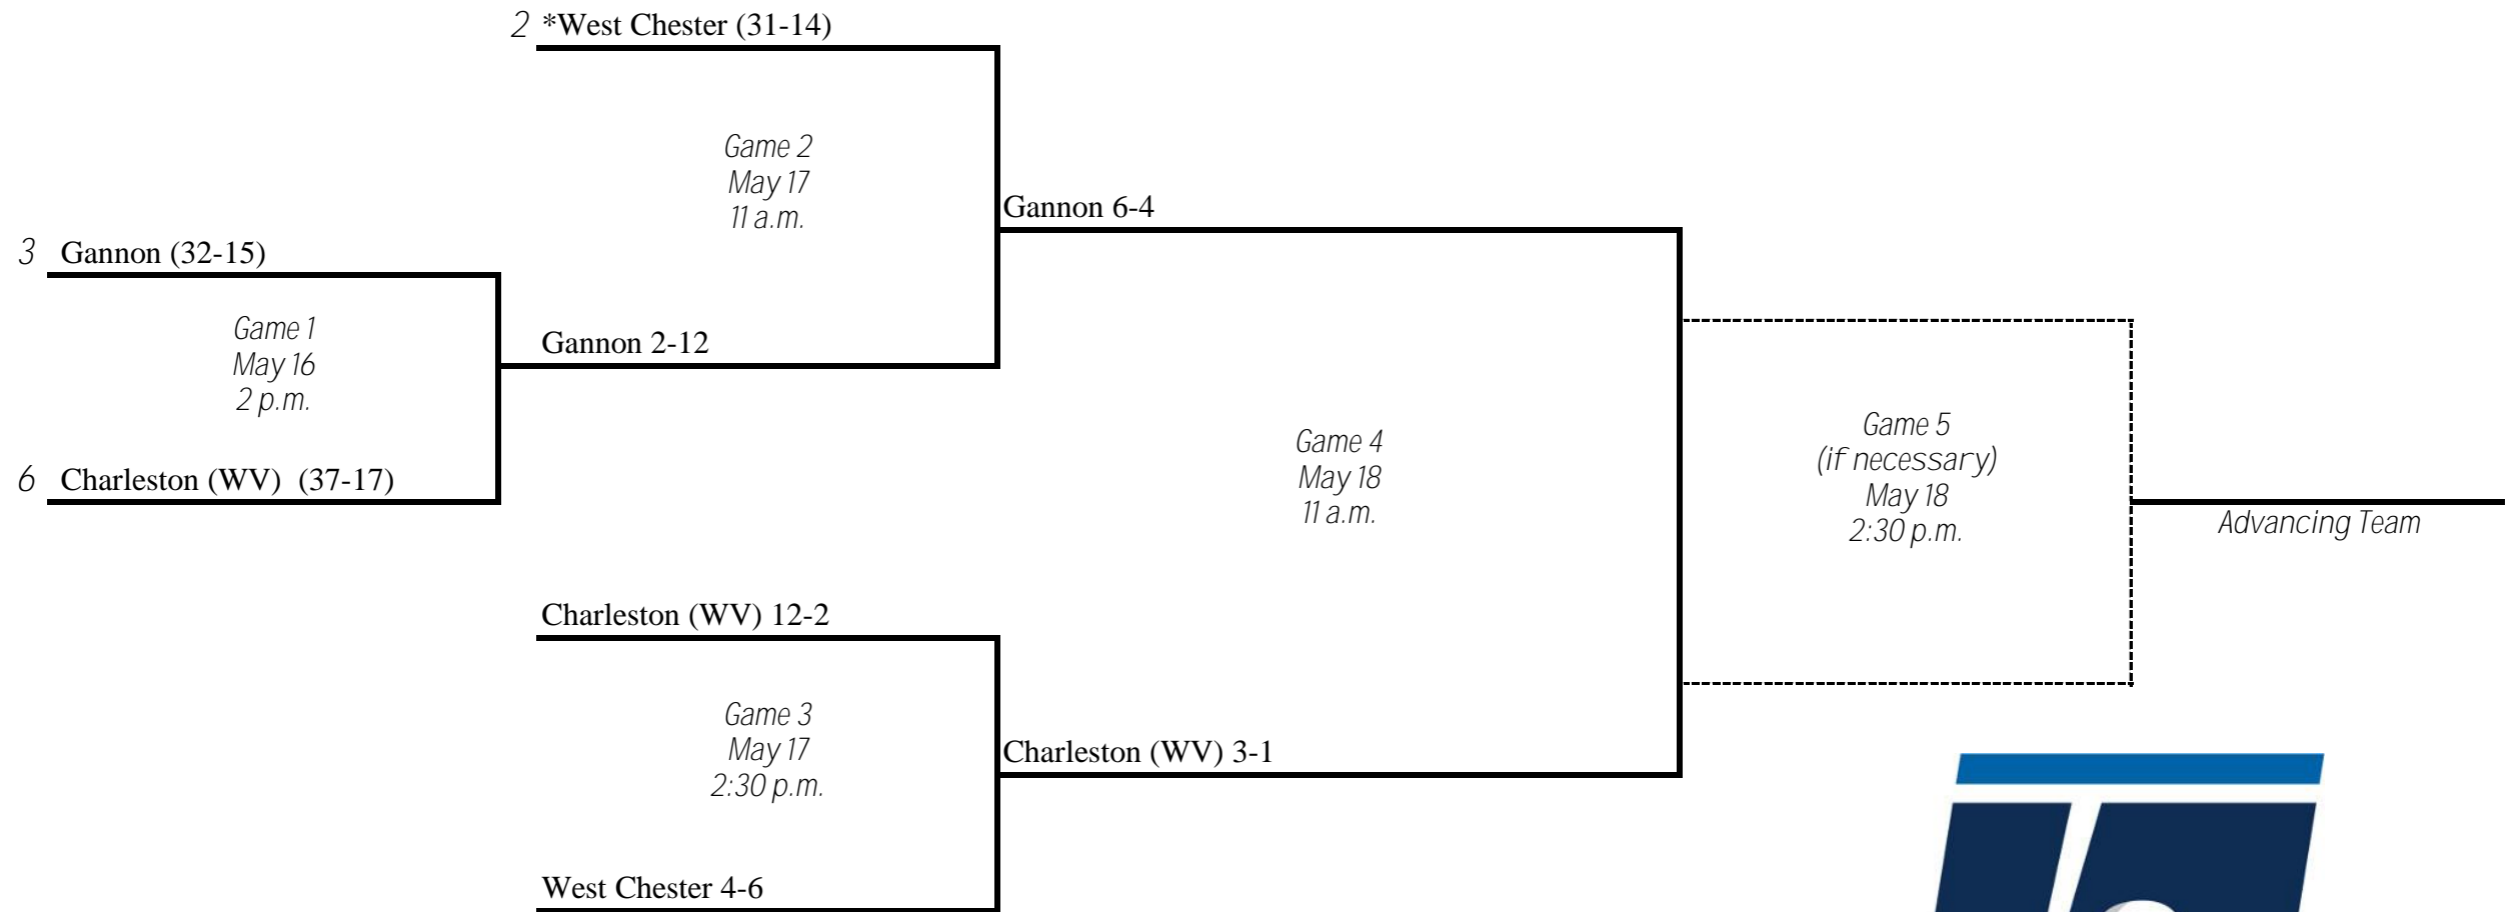 2 *West Chester (31-14)
Game 2
May 17
11 a.m.
Gannon 6-4
3 Gannon (32-15)
Game 1
May 16
2 p.m.
Gannon 2-12
6 Charleston (WV) (37-17)
Game 4
May 18
11 a.m.
Game 5
(if necessary)
May 18
2:30 p.m.
Advancing Team
Charleston (WV) 12-2
Game 3
May 17
2:30 p.m.
Charleston (WV) 3-1
West Chester 4-6